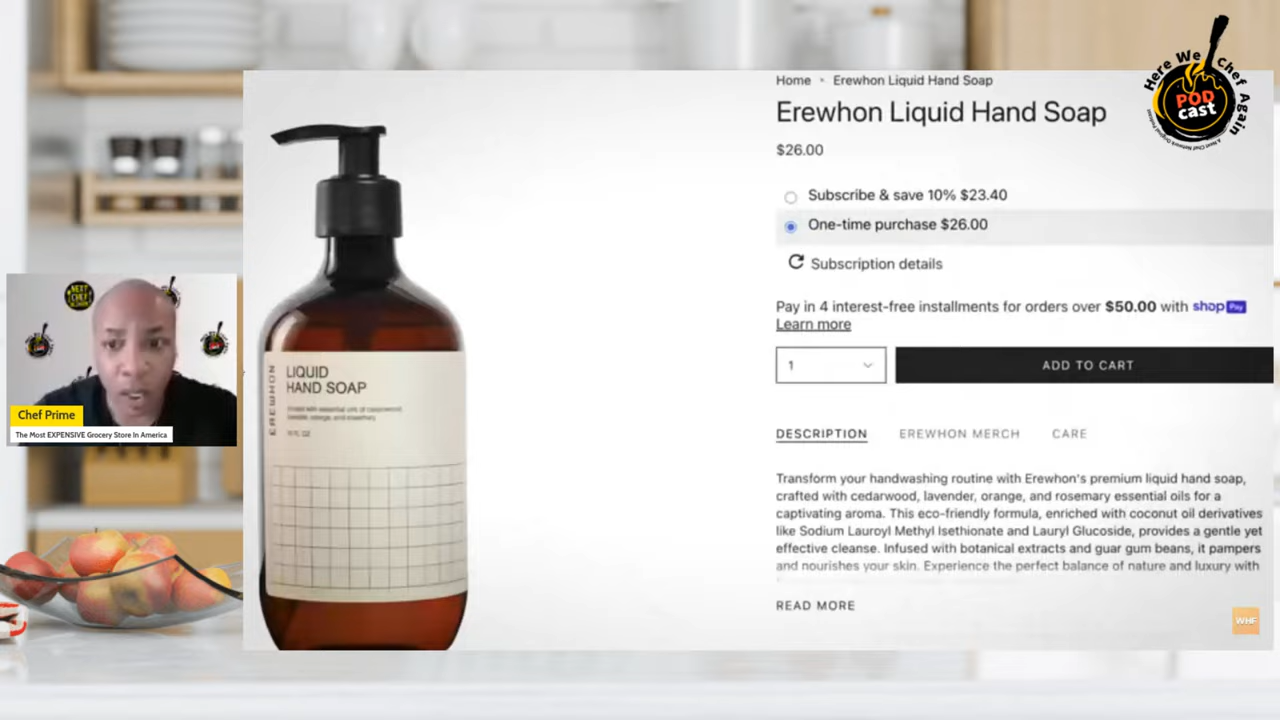 Here We Chef Again
POD
cast
Home • Erewhon Liquid Hand Soap
Erewhon Liquid Hand Soap
$26.00
Subscribe & save 10% $23.40
One-time purchase $26.00
Subscription details
Pay in 4 interest-free installments for orders over $50.00 with shop Pay
Learn more
1
ADD TO CART
DESCRIPTION EREWHON MERCH CARE
Transform your handwashing routine with Erewhon's premium liquid hand soap,
crafted with cedarwood, lavender, orange, and rosemary essential oils for a
captivating aroma. This eco-friendly formula, enriched with coconut oil derivatives
like Sodium Lauroyl Methyl Isethionate and Lauryl Glucoside, provides a gentle yet
effective cleanse. Infused with botanical extracts and guar gum beans, it pampers
and nourishes your skin. Experience the perfect balance of nature and luxury with
READ MORE
WHF
EREWHON
LIQUID
HAND SOAP
NEXT
CHEF
Chef Prime
The Most EXPENSIVE Grocery Store In America